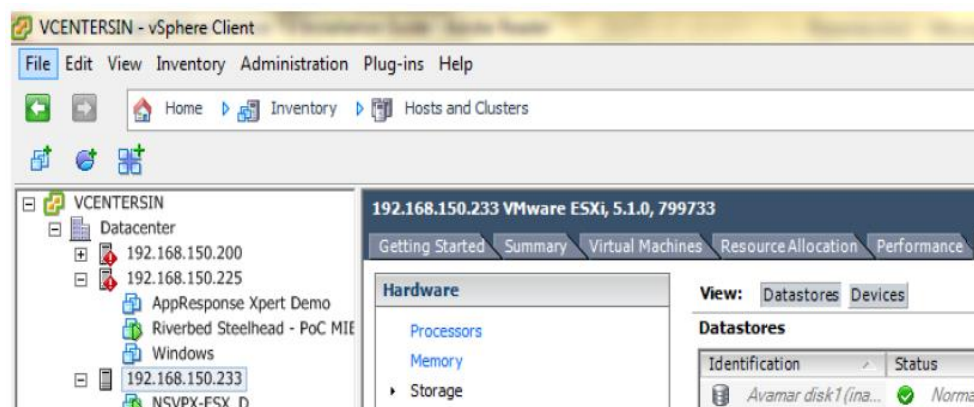 VCENTERSIN - vSphere Client
File Edit View Inventory Administration Plug-ins Help
Home Inventory Hosts and Clusters
VCENTERSIN
Datacenter
192.168.150.200
192.168.150.225
AppResponse Xpert Demo
Riverbed Steelhead - PoC MIE
Windows
192.168.150.233
NSVPX-ESX_D
192.168.150.233 VMware ESXi, 5.1.0, 799733
Getting Started Summary Virtual Machines Resource Allocation Performance
Hardware
Processors
Memory
Storage
View: Datastores Devices
Datastores
Identification Status
Avamar disk1 (ina... Norma